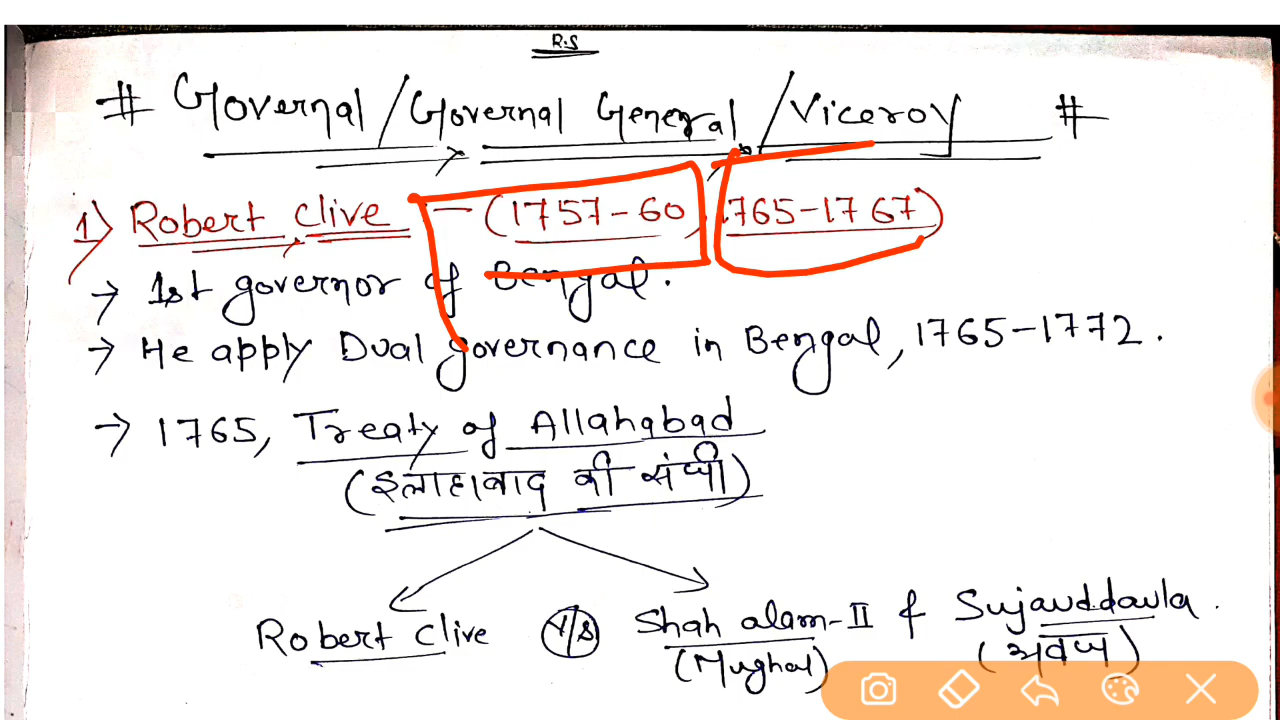 R.S
# Governal/Governal General/Viceroy #
1) Robert clive - (1757-60, 1765-1767)
→ 1st governor of Bengal.
→ He apply Dual governance in Bengal, 1765-1772.
→ 1765, Treaty of Allahabad
(इलाहाबाद की संधी)
Robert Clive V/S Shah alam-II & Sujauddaula.
(Mughal) (अवध)